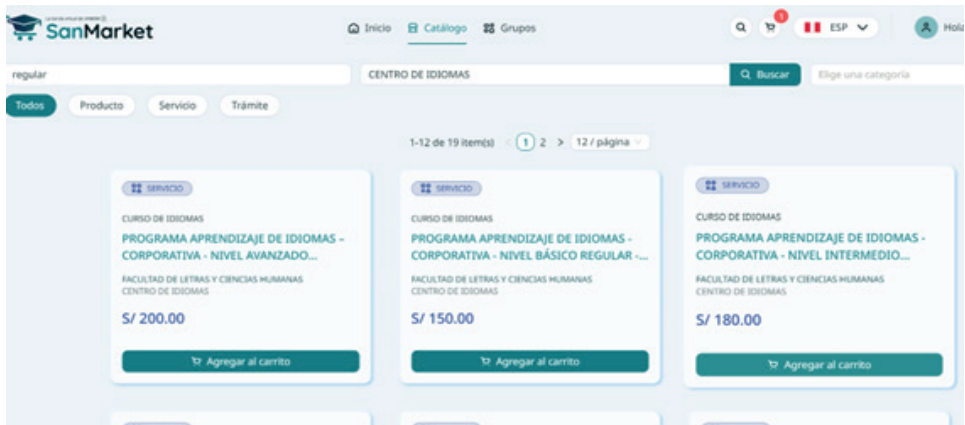 SanMarket
Inicio
Catálogo
Grupos
1
ESP
Hola
regular
CENTRO DE IDIOMAS
Buscar
Elige una categoría
Todos
Producto
Servicio
Trámite
1-12 de 19 item(s) < 1 2 > 12 / página
SERVICIO
CURSO DE IDIOMAS
PROGRAMA APRENDIZAJE DE IDIOMAS –
CORPORATIVA - NIVEL AVANZADO...
FACULTAD DE LETRAS Y CIENCIAS HUMANAS
CENTRO DE IDIOMAS
S/ 200.00
Agregar al carrito
SERVICIO
CURSO DE IDIOMAS
PROGRAMA APRENDIZAJE DE IDIOMAS -
CORPORATIVA - NIVEL BÁSICO REGULAR -...
FACULTAD DE LETRAS Y CIENCIAS HUMANAS
CENTRO DE IDIOMAS
S/ 150.00
Agregar al carrito
SERVICIO
CURSO DE IDIOMAS
PROGRAMA APRENDIZAJE DE IDIOMAS -
CORPORATIVA - NIVEL INTERMEDIO...
FACULTAD DE LETRAS Y CIENCIAS HUMANAS
CENTRO DE IDIOMAS
S/ 180.00
Agregar al carrito